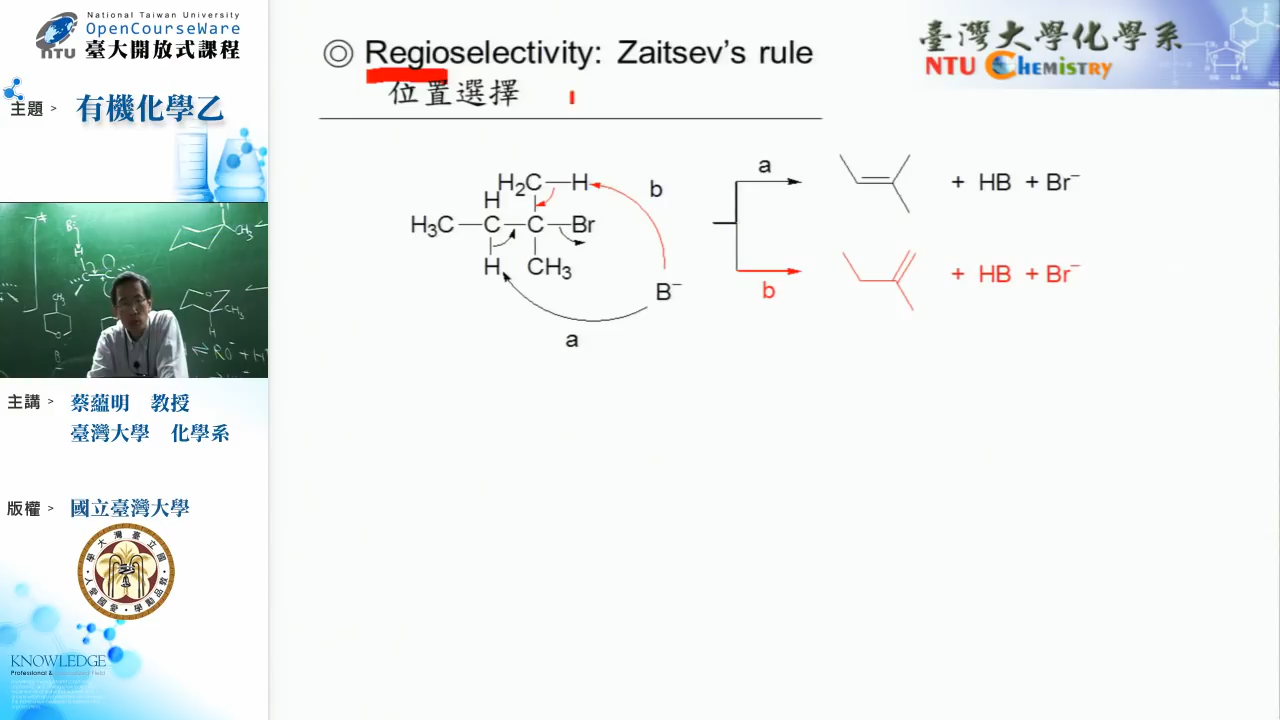 National Taiwan University
OpenCourseWare
NTU 臺大開放式課程
主題 > 有機化學乙
主講 > 蔡蘊明 教授
臺灣大學 化學系
版權 > 國立臺灣大學
KNOWLEDGE
◎ Regioselectivity: Zaitsev's rule
位置選擇
臺灣大學化學系
NTU Chemistry
H₂C—H
b
H
H₃C—C—C—Br
H CH₃
B⁻
a
a
+ HB + Br⁻
b
+ HB + Br⁻